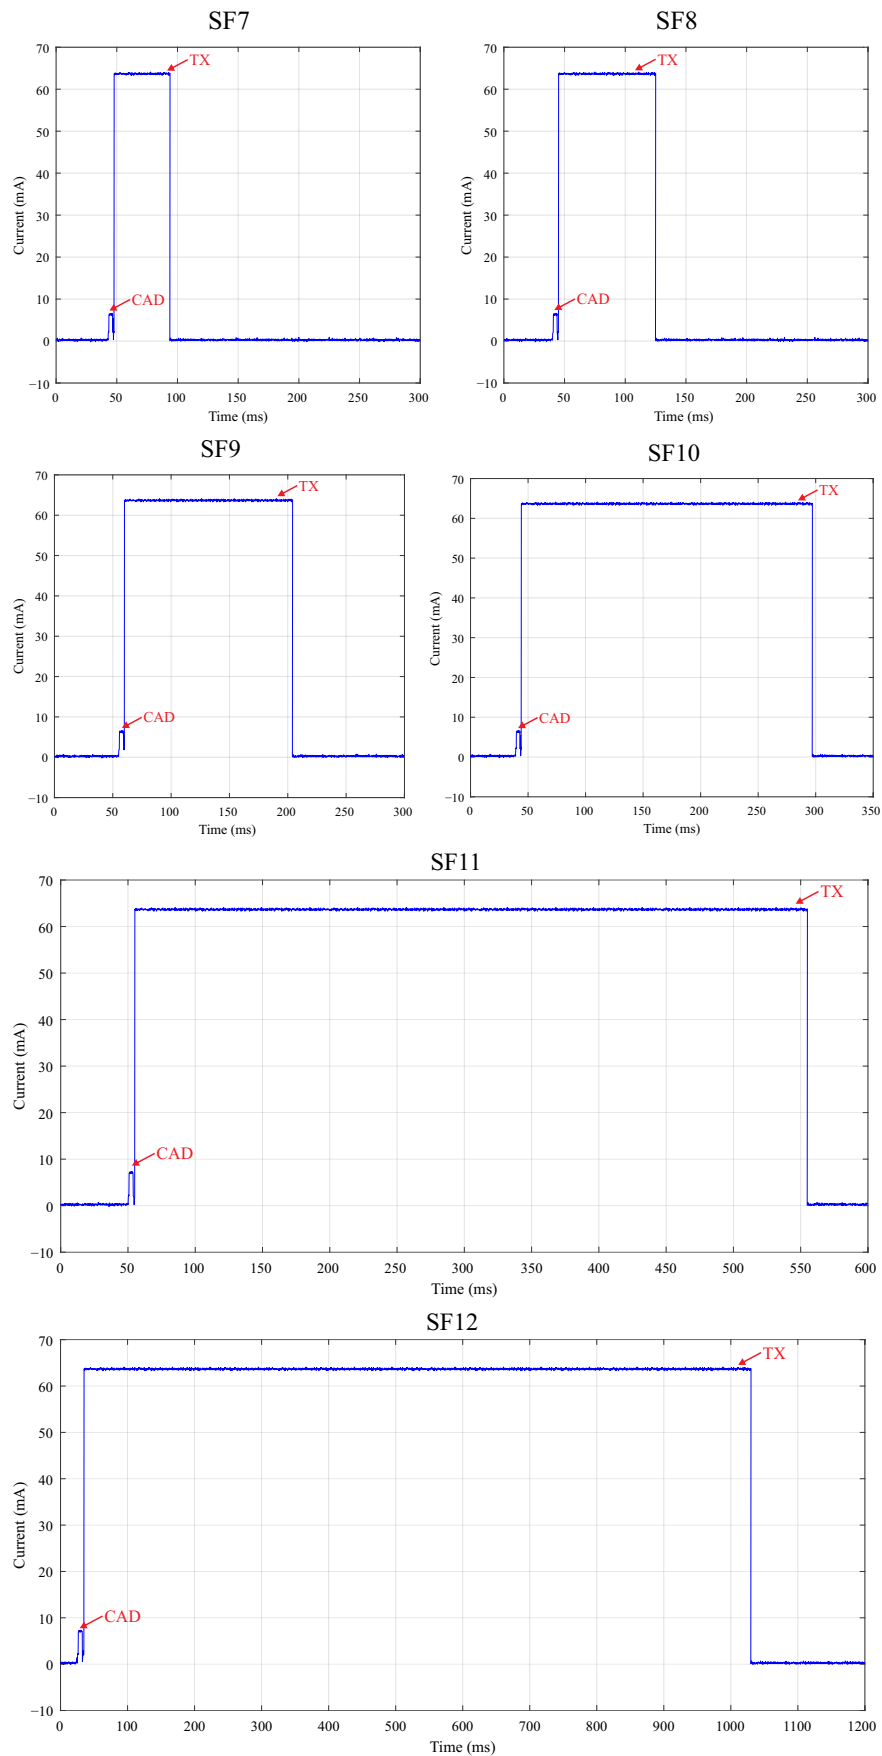 SF7
70
60
50
40
30
20
10
0
−10
Current (mA)
TX
CAD
0 50 100 150 200 250 300
Time (ms)
SF8
70
60
50
40
30
20
10
0
−10
Current (mA)
TX
CAD
0 50 100 150 200 250 300
Time (ms)
SF9
70
60
50
40
30
20
10
0
−10
Current (mA)
TX
CAD
0 50 100 150 200 250 300
Time (ms)
SF10
70
60
50
40
30
20
10
0
−10
Current (mA)
TX
CAD
0 50 100 150 200 250 300 350
Time (ms)
SF11
70
60
50
40
30
20
10
0
−10
Current (mA)
TX
CAD
0 50 100 150 200 250 300 350 400 450 500 550 600
Time (ms)
SF12
70
60
50
40
30
20
10
0
−10
Current (mA)
TX
CAD
0 100 200 300 400 500 600 700 800 900 1000 1100 1200
Time (ms)